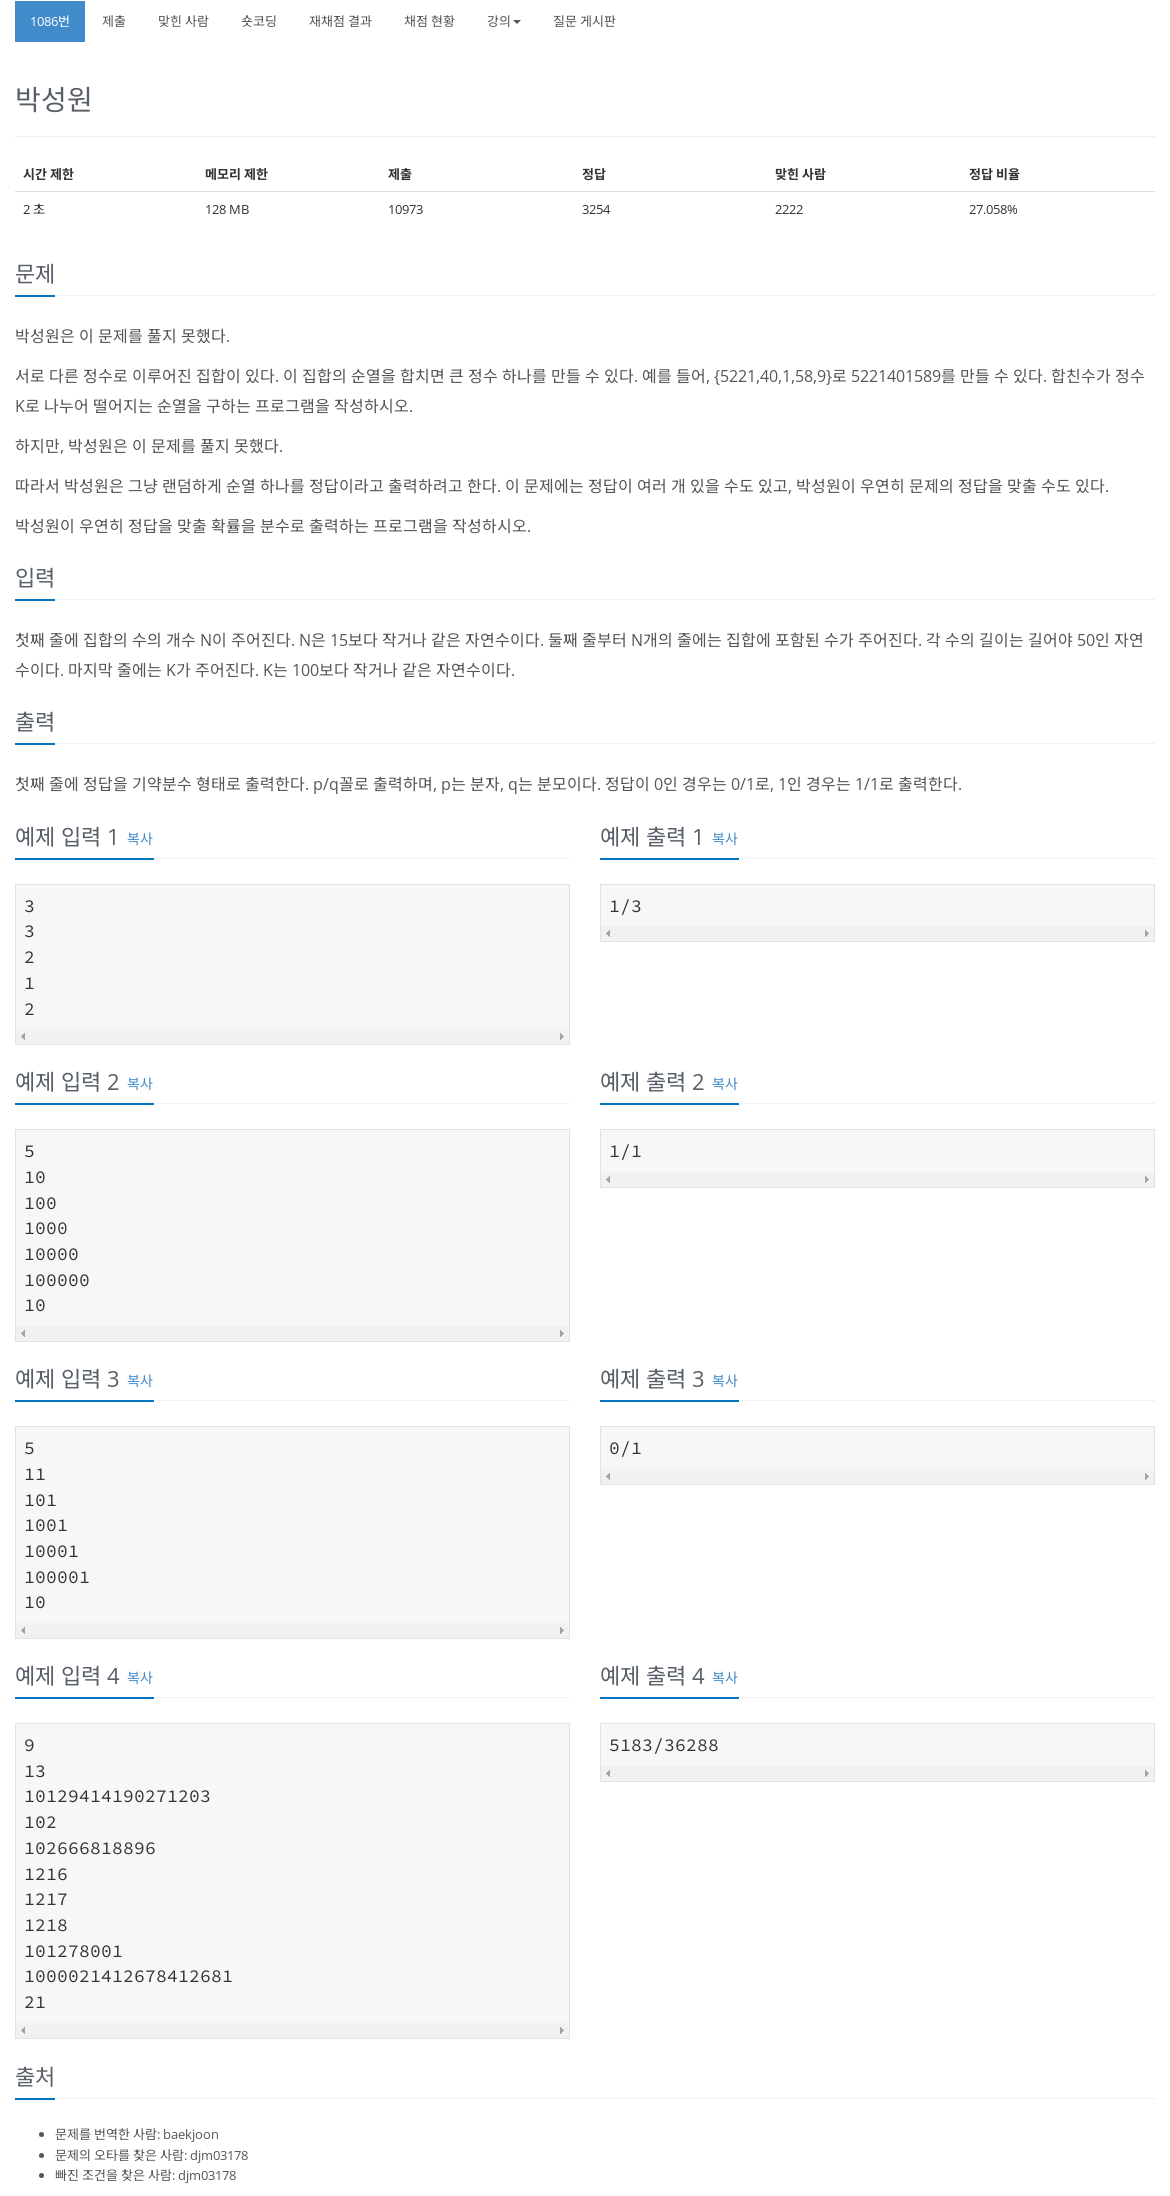 1086번 제출 맞힌 사람 숏코딩 재채점 결과 채점 현황 강의 질문 게시판
박성원
시간 제한 메모리 제한 제출 정답 맞힌 사람 정답 비율
2 초 128 MB 10973 3254 2222 27.058%
문제
박성원은 이 문제를 풀지 못했다.
서로 다른 정수로 이루어진 집합이 있다. 이 집합의 순열을 합치면 큰 정수 하나를 만들 수 있다. 예를 들어, {5221,40,1,58,9}로 5221401589를 만들 수 있다. 합친수가 정수
K로 나누어 떨어지는 순열을 구하는 프로그램을 작성하시오.
하지만, 박성원은 이 문제를 풀지 못했다.
따라서 박성원은 그냥 랜덤하게 순열 하나를 정답이라고 출력하려고 한다. 이 문제에는 정답이 여러 개 있을 수도 있고, 박성원이 우연히 문제의 정답을 맞출 수도 있다.
박성원이 우연히 정답을 맞출 확률을 분수로 출력하는 프로그램을 작성하시오.
입력
첫째 줄에 집합의 수의 개수 N이 주어진다. N은 15보다 작거나 같은 자연수이다. 둘째 줄부터 N개의 줄에는 집합에 포함된 수가 주어진다. 각 수의 길이는 길어야 50인 자연
수이다. 마지막 줄에는 K가 주어진다. K는 100보다 작거나 같은 자연수이다.
출력
첫째 줄에 정답을 기약분수 형태로 출력한다. p/q꼴로 출력하며, p는 분자, q는 분모이다. 정답이 0인 경우는 0/1로, 1인 경우는 1/1로 출력한다.
예제 입력 1 복사
3
3
2
1
2
예제 출력 1 복사
1/3
예제 입력 2 복사
5
10
100
1000
10000
100000
10
예제 출력 2 복사
1/1
예제 입력 3 복사
5
11
101
1001
10001
100001
10
예제 출력 3 복사
0/1
예제 입력 4 복사
9
13
10129414190271203
102
102666818896
1216
1217
1218
101278001
1000021412678412681
21
예제 출력 4 복사
5183/36288
출처
문제를 번역한 사람: baekjoon
문제의 오타를 찾은 사람: djm03178
빠진 조건을 찾은 사람: djm03178